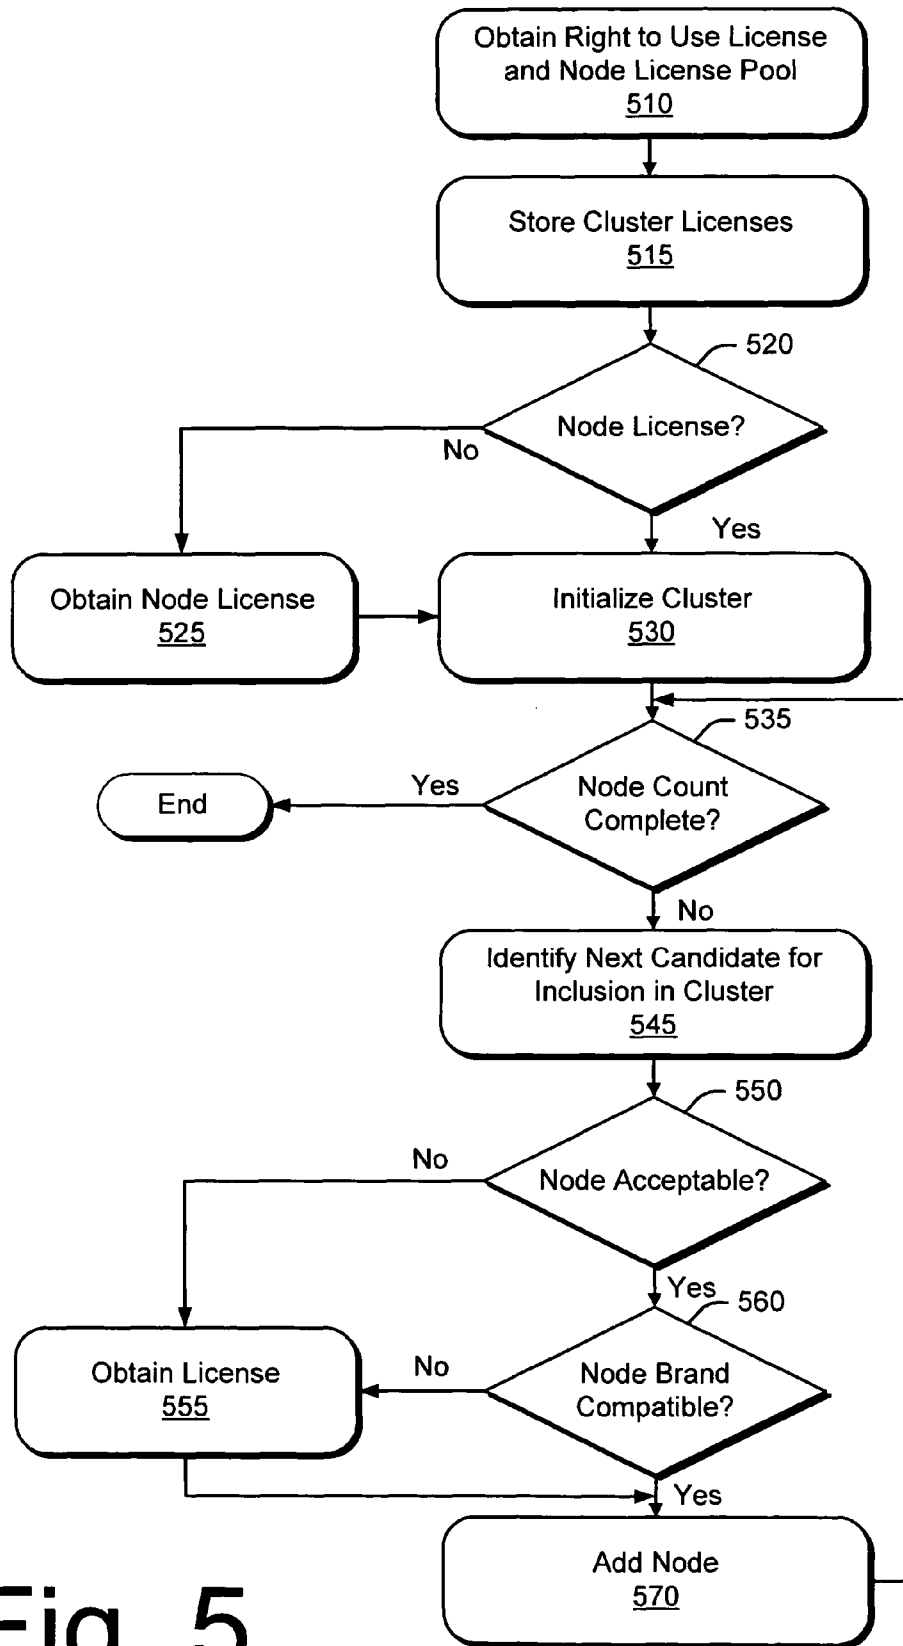 Obtain Right to Use License
and Node License Pool
510
Store Cluster Licenses
515
520
Node License?
No
Yes
Obtain Node License
525
Initialize Cluster
530
535
Node Count
Complete?
Yes
End
No
Identify Next Candidate for
Inclusion in Cluster
545
550
Node Acceptable?
No
Yes
560
Node Brand
Compatible?
No
Obtain License
555
Yes
Add Node
570
Fig. 5